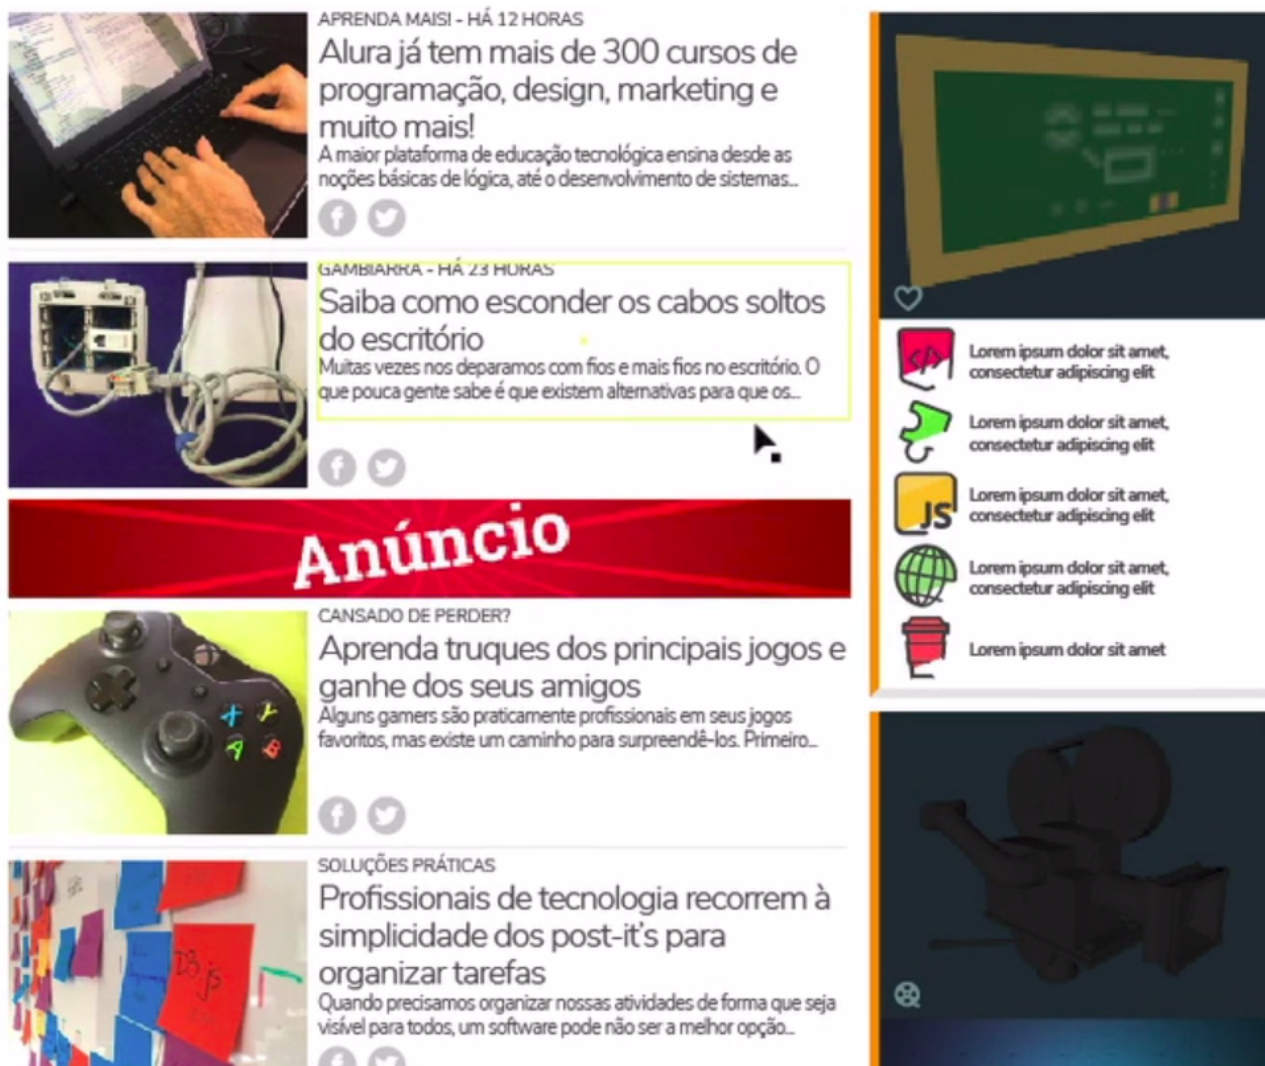 APRENDA MAIS! - HÁ 12 HORAS
Alura já tem mais de 300 cursos de
programação, design, marketing e
muito mais!
A maior plataforma de educação tecnológica ensina desde as
noções básicas de lógica, até o desenvolvimento de sistemas...
GAMBIARRA - HÁ 23 HORAS
Saiba como esconder os cabos soltos
do escritório
Muitas vezes nos deparamos com fios e mais fios no escritório. O
que pouca gente sabe é que existem alternativas para que os...
Anúncio
CANSADO DE PERDER?
Aprenda truques dos principais jogos e
ganhe dos seus amigos
Alguns gamers são praticamente profissionais em seus jogos
favoritos, mas existe um caminho para surpreendê-los. Primeiro...
X Y
A B
SOLUÇÕES PRÁTICAS
Profissionais de tecnologia recorrem à
simplicidade dos post-it's para
organizar tarefas
Quando precisamos organizar nossas atividades de forma que seja
visível para todos, um software pode não ser a melhor opção...
D3.js
Lorem ipsum dolor sit amet,
consectetur adipiscing elit
Lorem ipsum dolor sit amet,
consectetur adipiscing elit
JS
Lorem ipsum dolor sit amet,
consectetur adipiscing elit
Lorem ipsum dolor sit amet,
consectetur adipiscing elit
Lorem ipsum dolor sit amet